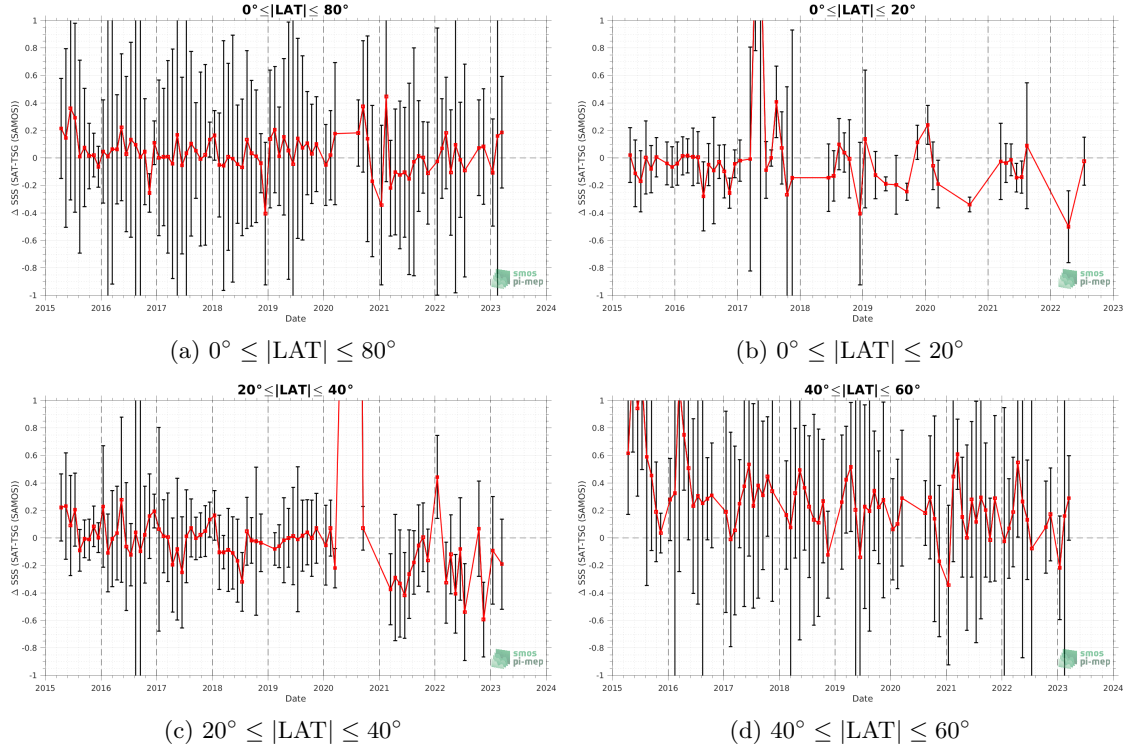 0°≤|LAT|≤ 80°
Δ SSS (SAT-TSG (SAMOS))
1
0.8
0.6
0.4
0.2
0
-0.2
-0.4
-0.6
-0.8
-1
2015 2016 2017 2018 2019 2020 2021 2022 2023 2024
Date
smos
pi-mep
(a) 0° ≤ |LAT| ≤ 80°
0°≤|LAT|≤ 20°
Δ SSS (SAT-TSG (SAMOS))
1
0.8
0.6
0.4
0.2
0
-0.2
-0.4
-0.6
-0.8
-1
2015 2016 2017 2018 2019 2020 2021 2022 2023
Date
smos
pi-mep
(b) 0° ≤ |LAT| ≤ 20°
20°≤|LAT|≤ 40°
Δ SSS (SAT-TSG (SAMOS))
1
0.8
0.6
0.4
0.2
0
-0.2
-0.4
-0.6
-0.8
-1
2015 2016 2017 2018 2019 2020 2021 2022 2023 2024
Date
smos
pi-mep
(c) 20° ≤ |LAT| ≤ 40°
40°≤|LAT|≤ 60°
Δ SSS (SAT-TSG (SAMOS))
1
0.8
0.6
0.4
0.2
0
-0.2
-0.4
-0.6
-0.8
-1
2015 2016 2017 2018 2019 2020 2021 2022 2023 2024
Date
smos
pi-mep
(d) 40° ≤ |LAT| ≤ 60°